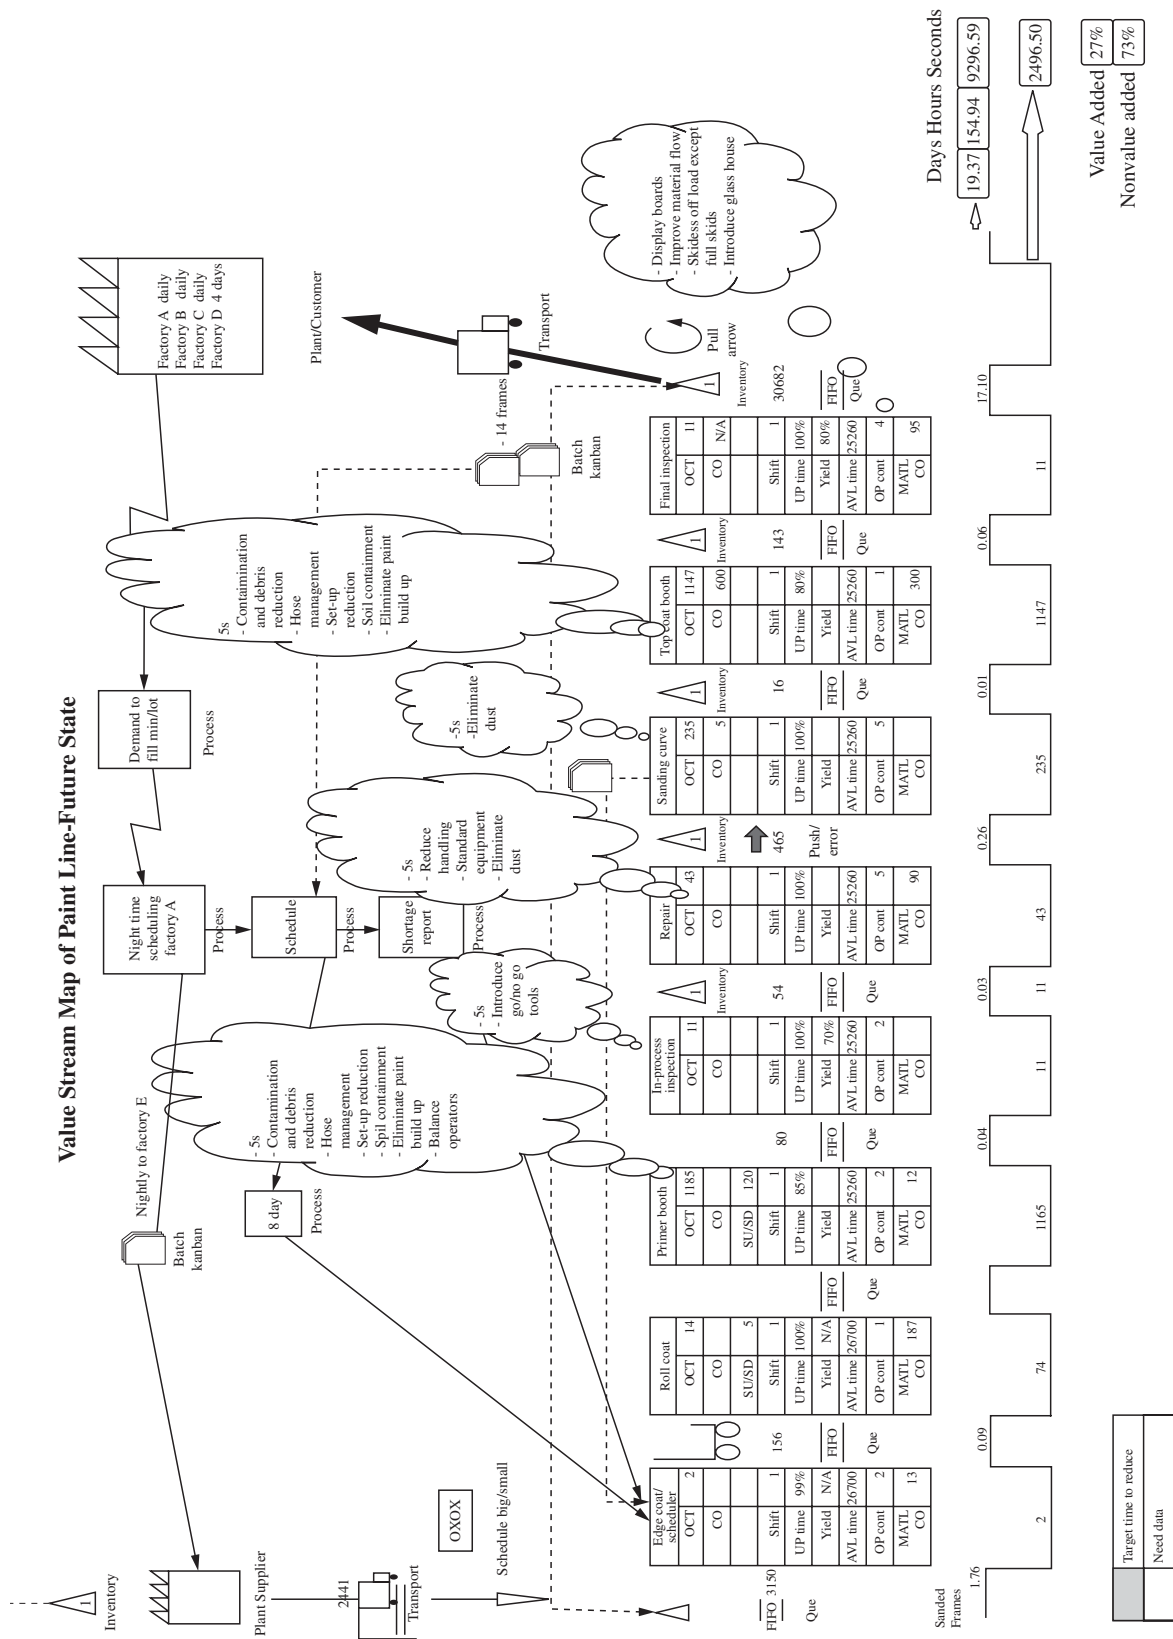 Value Stream Map of Paint Line-Future State
Inventory
1
Plant Supplier
2441
Transport
OXOX
Schedule big/small
Batch
kanban
Nightly to factory E
Night time
scheduling
factory A
Process
Demand to
fill min/lot
Process
Factory A daily
Factory B daily
Factory C daily
Factory D 4 days
Plant/Customer
Schedule
Process
Shortage
report
Process
8 day
Process
- 5s
- Contamination
and debris
reduction
- Hose
management
- Set-up reduction
- Spil containment
- Eliminate paint
build up
- Balance
operators
- 5s
- Introduce
go/no go
tools
- 5s
- Reduce
handling
- Standard
equipment
- Eliminate
dust
-5s
-Eliminate
dust
5s
- Contaimination
and debris
reduction
- Hose
management
- Set-up
reduction
- Soil containment
- Eliminate paint
build up
- 14 frames
Batch
kanban
Transport
Pull
arrow
- Display boards
- Improve material flow
- Skidess off load except
full skids
- Introduce glass house
FIFO 3150
Que
Edge coat/
scheduler
OCT 2
CO
Shift 1
UP time 99%
Yield N/A
AVL time 26700
OP cont 2
MATL 13
CO
156
FIFO
Que
Roll coat
OCT 14
CO
SU/SD 5
Shift 1
UP time 100%
Yield N/A
AVL time 26700
OP cont 1
MATL 187
CO
FIFO
Que
Primer booth
OCT 1185
CO
SU/SD 120
Shift 1
UP time 85%
Yield
AVL time 25260
OP cont 2
MATL 12
CO
80
FIFO
Que
In-process
inspection
OCT 11
CO
Shift 1
UP time 100%
Yield 70%
AVL time 25260
OP cont 2
MATL
CO
1
Inventory
54
FIFO
Que
Repair
OCT 43
CO
Shift 1
UP time 100%
Yield
AVL time 25260
OP cont 5
MATL 90
CO
1
Inventory
465
Push/
error
Sanding curve
OCT 235
CO 5
Shift 1
UP time 100%
Yield
AVL time 25260
OP cont 5
MATL
CO
1
Inventory
16
FIFO
Que
Top coat booth
OCT 1147
CO 600
Shift 1
UP time 80%
Yield
AVL time 25260
OP cont 1
MATL 300
CO
1
Inventory
143
FIFO
Que
Final inspection
OCT 11
CO N/A
Shift 1
UP time 100%
Yield 80%
AVL time 25260
OP cont 4
MATL 95
CO
1
Inventory
30682
FIFO
Que
Sanded
Frames
1.76
2
0.09
74
1165
0.04
11
0.03
11
43
0.26
235
0.01
1147
0.06
11
17.10
Days Hours Seconds
19.37 154.94 9296.59
2496.50
Value Added 27%
Nonvalue added 73%
Target time to reduce
Need data